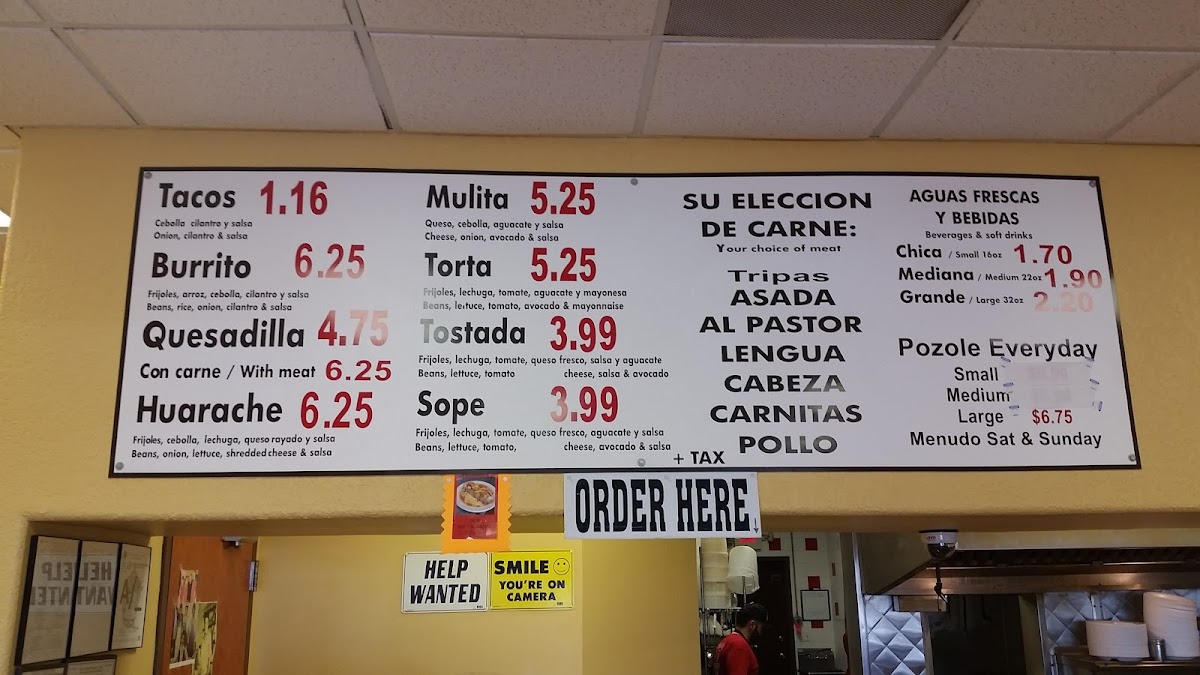 Tacos 1.16
Cebolla cilantro y salsa
Onion, cilantro & salsa
Burrito 6.25
Frijoles, arroz, cebolla, cilantro y salsa
Beans, rice, onion, cilantro & salsa
Quesadilla 4.75
Con carne / With meat 6.25
Huarache 6.25
Frijoles, cebolla, lechuga, queso rayado y salsa
Beans, onion, lettuce, shredded cheese & salsa
Mulita 5.25
Queso, cebolla, aguacate y salsa
Cheese, onion, avocado & salsa
Torta 5.25
Frijoles, lechuga, tomate, aguacate y mayonesa
Beans, lettuce, tomato, avocado & mayonnaise
Tostada 3.99
Frijoles, lechuga, tomate, queso fresco, salsa y aguacate
Beans, lettuce, tomato cheese, salsa & avocado
Sope 3.99
Frijoles, lechuga, tomate, queso fresco, aguacate y salsa
Beans, lettuce, tomato, cheese, avocado & salsa
+ TAX
SU ELECCION
DE CARNE:
Your choice of meat
Tripas
ASADA
AL PASTOR
LENGUA
CABEZA
CARNITAS
POLLO
AGUAS FRESCAS
Y BEBIDAS
Beverages & soft drinks
Chica / Small 16oz 1.70
Mediana / Medium 22oz 1.90
Grande / Large 32oz 2.20
Pozole Everyday
Small
Medium
Large $6.75
Menudo Sat & Sunday
ORDER HERE
HELP
WANTED
SMILE
YOU'RE ON
CAMERA